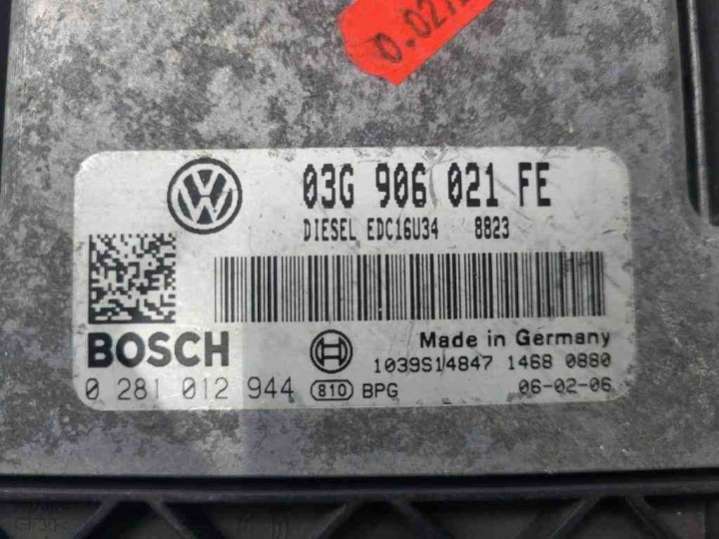 03G 906 021 FE
DIESEL EDC16U34 8823
BOSCH
Made in Germany
1039S14847 1468 0880
0 281 012 944 810 BPG 06-02-06